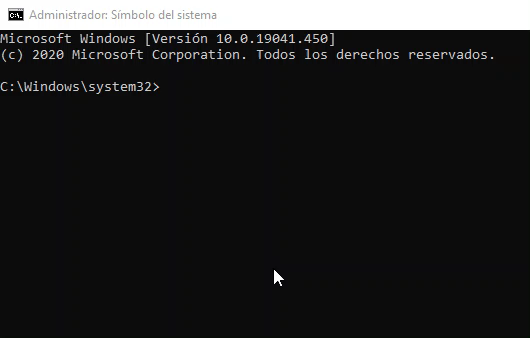 Administrador: Símbolo del sistema
Microsoft Windows [Versión 10.0.19041.450]
(c) 2020 Microsoft Corporation. Todos los derechos reservados.
C:\Windows\system32>